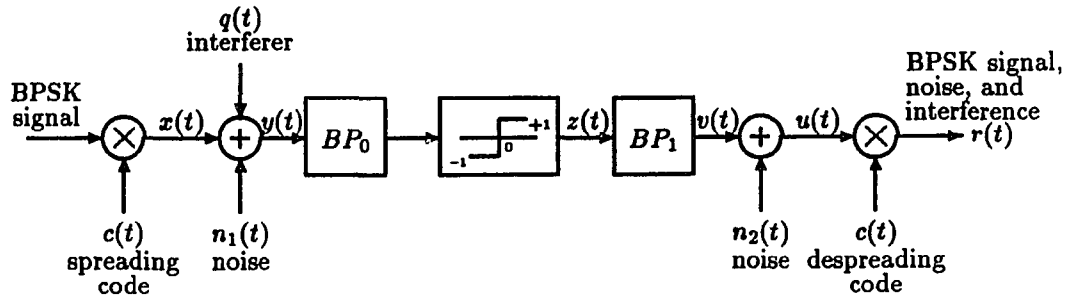 q(t)
interferer
BPSK
signal
×
x(t)
+
y(t)
BP₀
+1
0
−1
z(t)
BP₁
v(t)
+
u(t)
×
BPSK signal,
noise, and
interference
r(t)
c(t)
spreading
code
n₁(t)
noise
n₂(t)
noise
c(t)
despreading
code